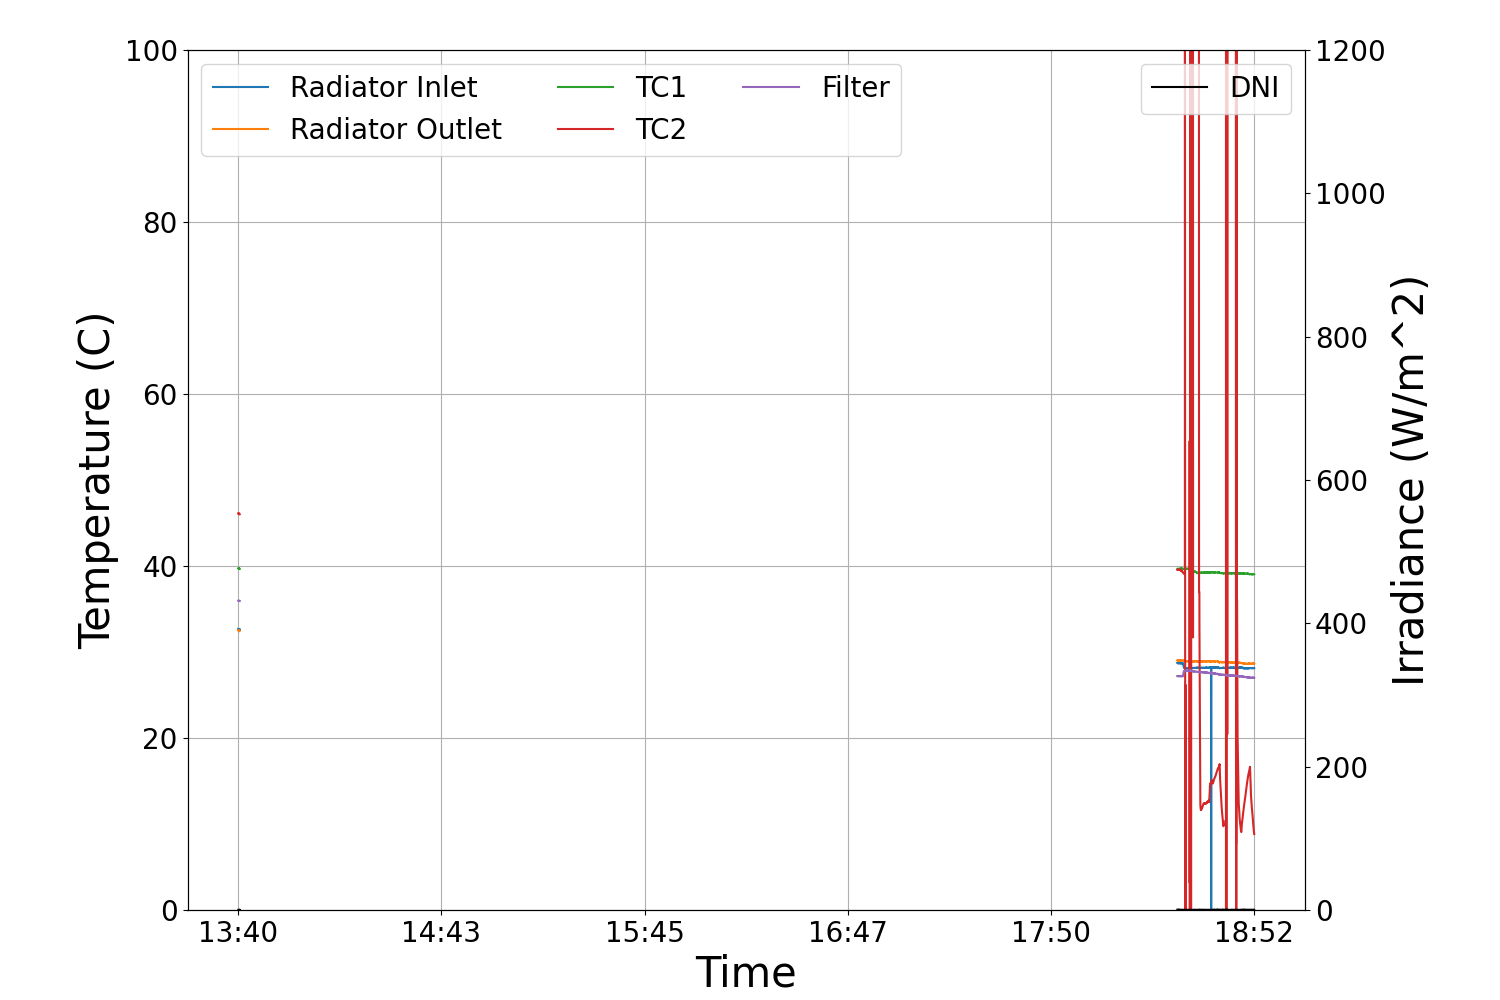 100
80
60
40
20
0
Temperature (C)
Radiator Inlet
Radiator Outlet
TC1
TC2
Filter
DNI
1200
1000
800
600
400
200
0
Irradiance (W/m^2)
13:40 14:43 15:45 16:47 17:50 18:52
Time